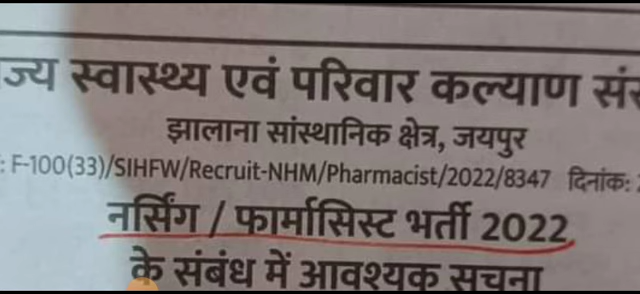 ज्य स्वास्थ्य एवं परिवार कल्याण संस
झालाना सांस्थानिक क्षेत्र, जयपुर
: F-100(33)/SIHFW/Recruit-NHM/Pharmacist/2022/8347 दिनांक:
नर्सिंग / फार्मासिस्ट भर्ती 2022
के संबंध में आवश्यक सूचना